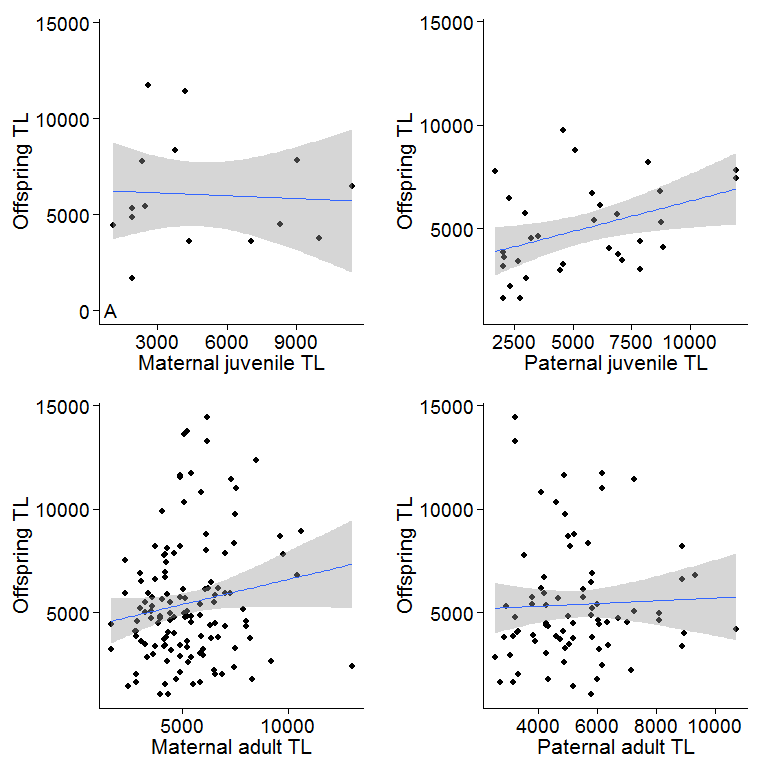 15000
10000
5000
0
Offspring TL
A
3000 6000 9000
Maternal juvenile TL
15000
10000
5000
Offspring TL
2500 5000 7500 10000
Paternal juvenile TL
15000
10000
5000
Offspring TL
5000 10000
Maternal adult TL
15000
10000
5000
Offspring TL
4000 6000 8000 10000
Paternal adult TL